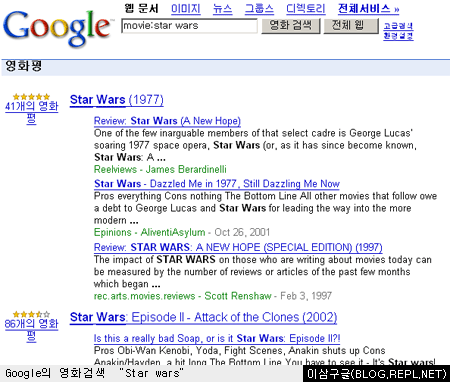 Google
웹 문서 이미지 뉴스 그룹스 디렉토리 전체서비스 »
movie:star wars 영화 검색 전체 웹 고급검색
환경설정
영화평
41개의 영화평
Star Wars (1977)
Review: Star Wars (A New Hope)
One of the few inarguable members of that select cadre is George Lucas'
soaring 1977 space opera, Star Wars (or, as it has since become known,
Star Wars: A ...
Reelviews - James Berardinelli
Star Wars - Dazzled Me in 1977, Still Dazzling Me Now
Pros everything Cons nothing The Bottom Line All other movies that follow owe
a debt to George Lucas and Star Wars for leading the way into the more
modern ...
Epinions - AliventiAsylum - Oct 26, 2001
Review: STAR WARS: A NEW HOPE (SPECIAL EDITION) (1997)
The impact of STAR WARS on those who are writing about movies today can
be measured by the number of reviews or articles of the past few months
which began ...
rec.arts.movies.reviews - Scott Renshaw - Feb 3, 1997
86개의 영화평
Star Wars: Episode II - Attack of the Clones (2002)
Is this a really bad Soap, or is it Star Wars: Episode II?!
Pros Obi-Wan Kenobi, Yoda, Fight Scenes, Anakin shuts up Cons
Anakin/Hayden, a bit long The Bottom Line You have to see it - It's Star wars!
Google의 영화검색 "Star wars"
이삼구글(BLOG.REPL.NET)